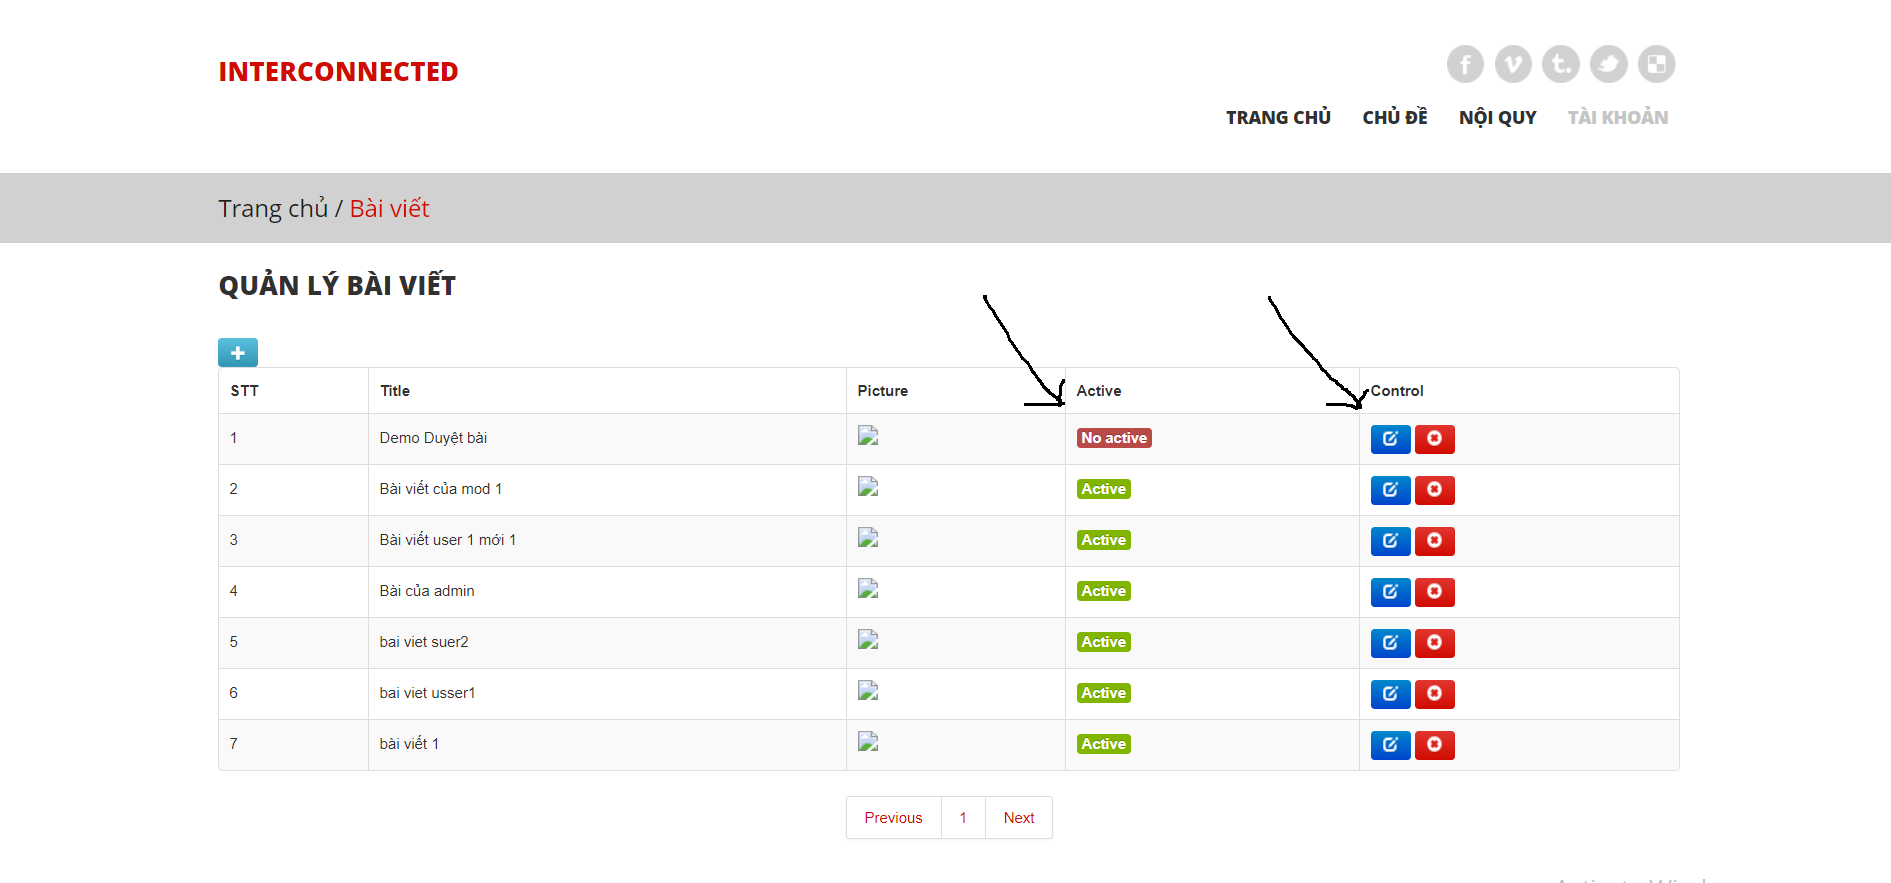 INTERCONNECTED
TRANG CHỦ CHỦ ĐỀ NỘI QUY TÀI KHOẢN
Trang chủ / Bài viết
QUẢN LÝ BÀI VIẾT
STT Title Picture Active Control
1 Demo Duyệt bài No active
2 Bài viết của mod 1 Active
3 Bài viết user 1 mới 1 Active
4 Bài của admin Active
5 bai viet suer2 Active
6 bai viet usser1 Active
7 bài viết 1 Active
Previous 1 Next